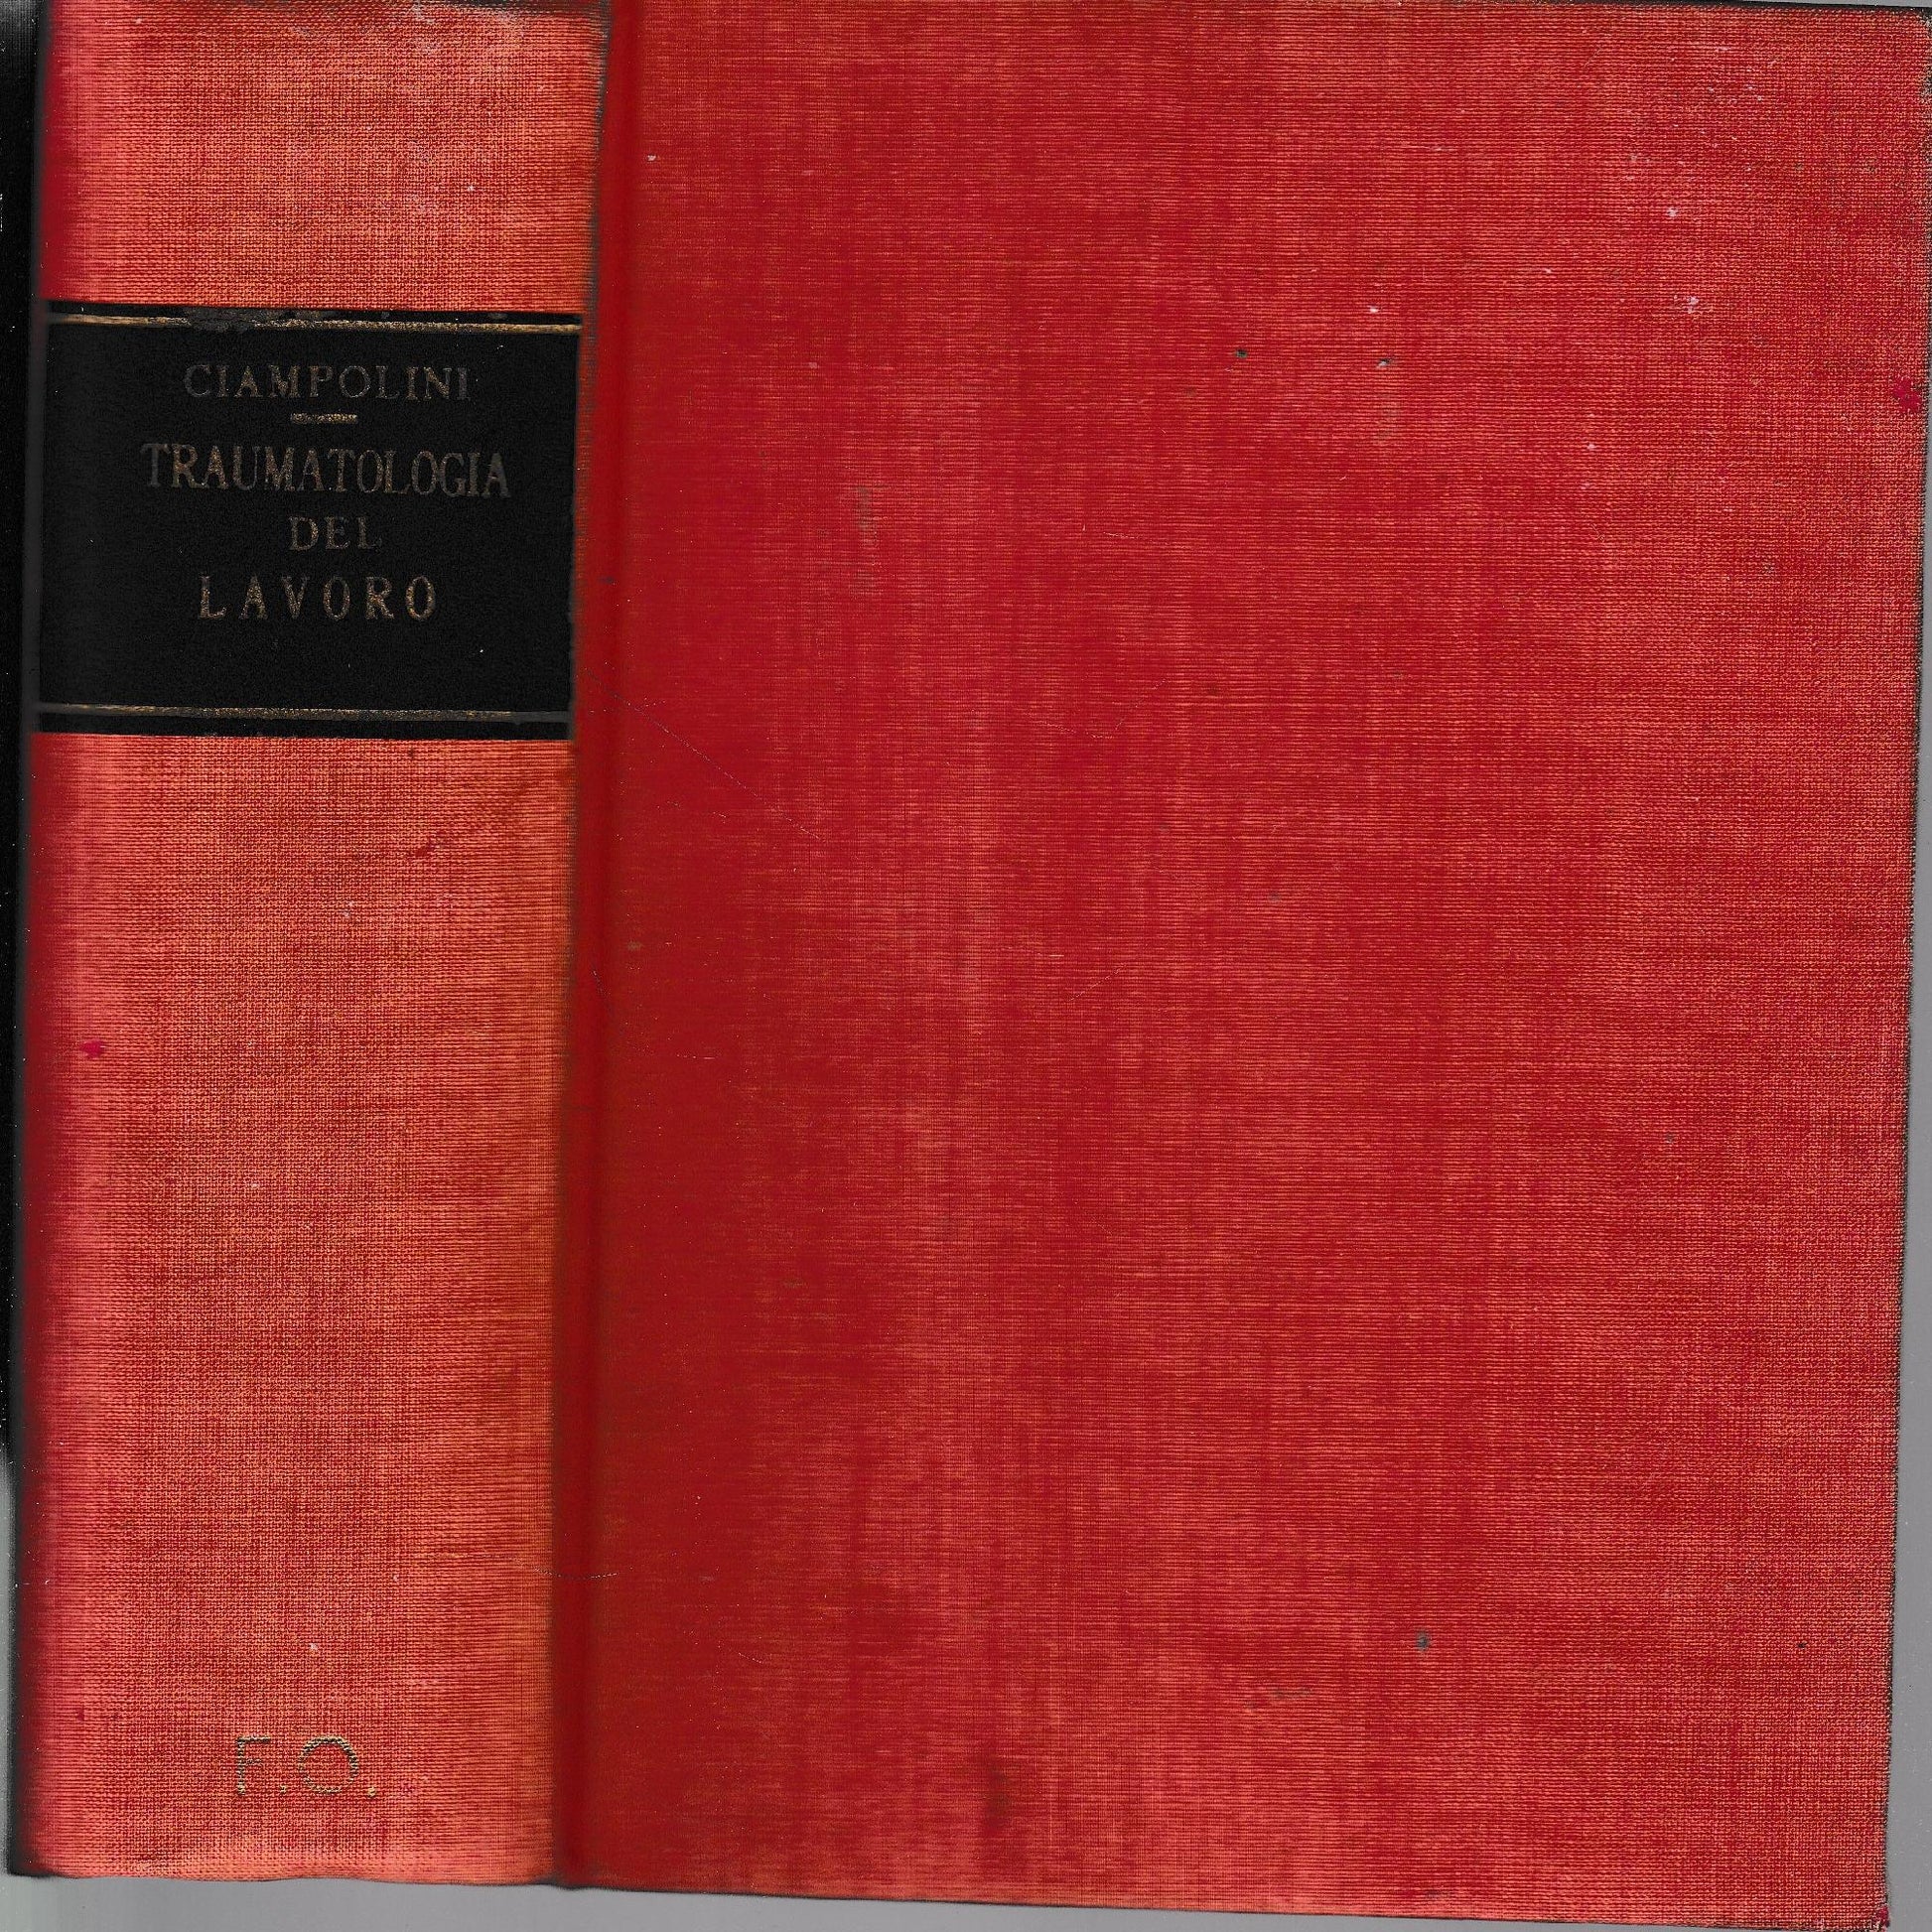 CIAMPOLINI
TRAUMATOLOGIA
DEL
LAVORO
F.O.